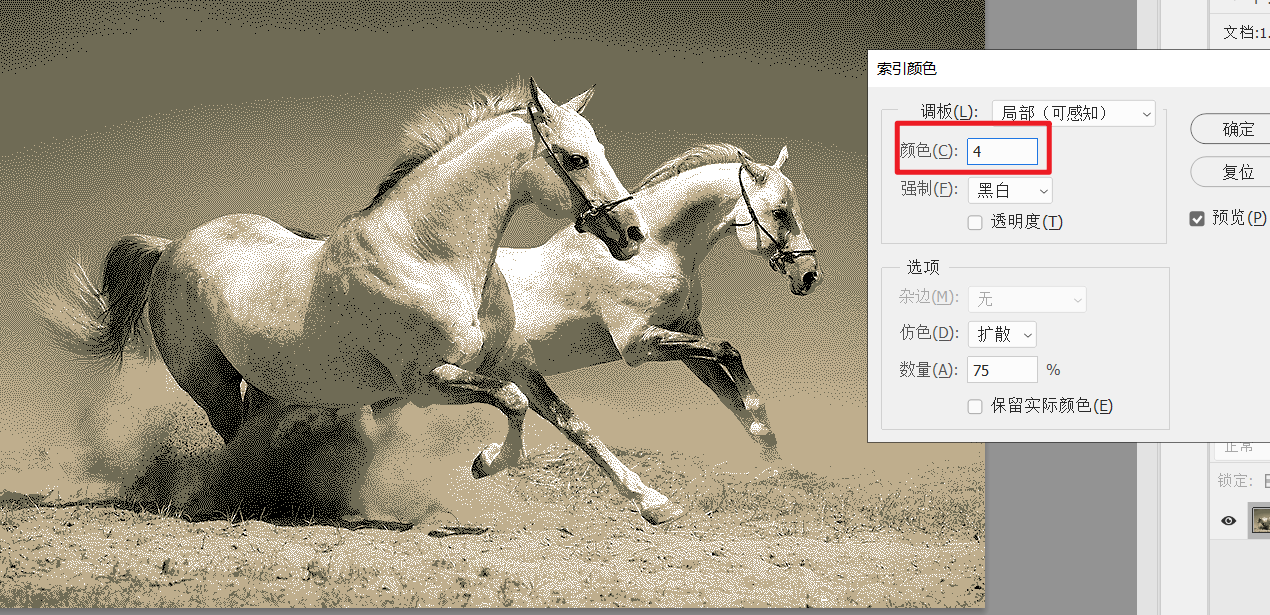 文档:1.
索引颜色
调板(L): 局部（可感知）
确定
颜色(C): 4
复位
强制(F): 黑白
预览(P)
透明度(T)
选项
杂边(M): 无
仿色(D): 扩散
数量(A): 75 %
保留实际颜色(E)
正常
锁定: